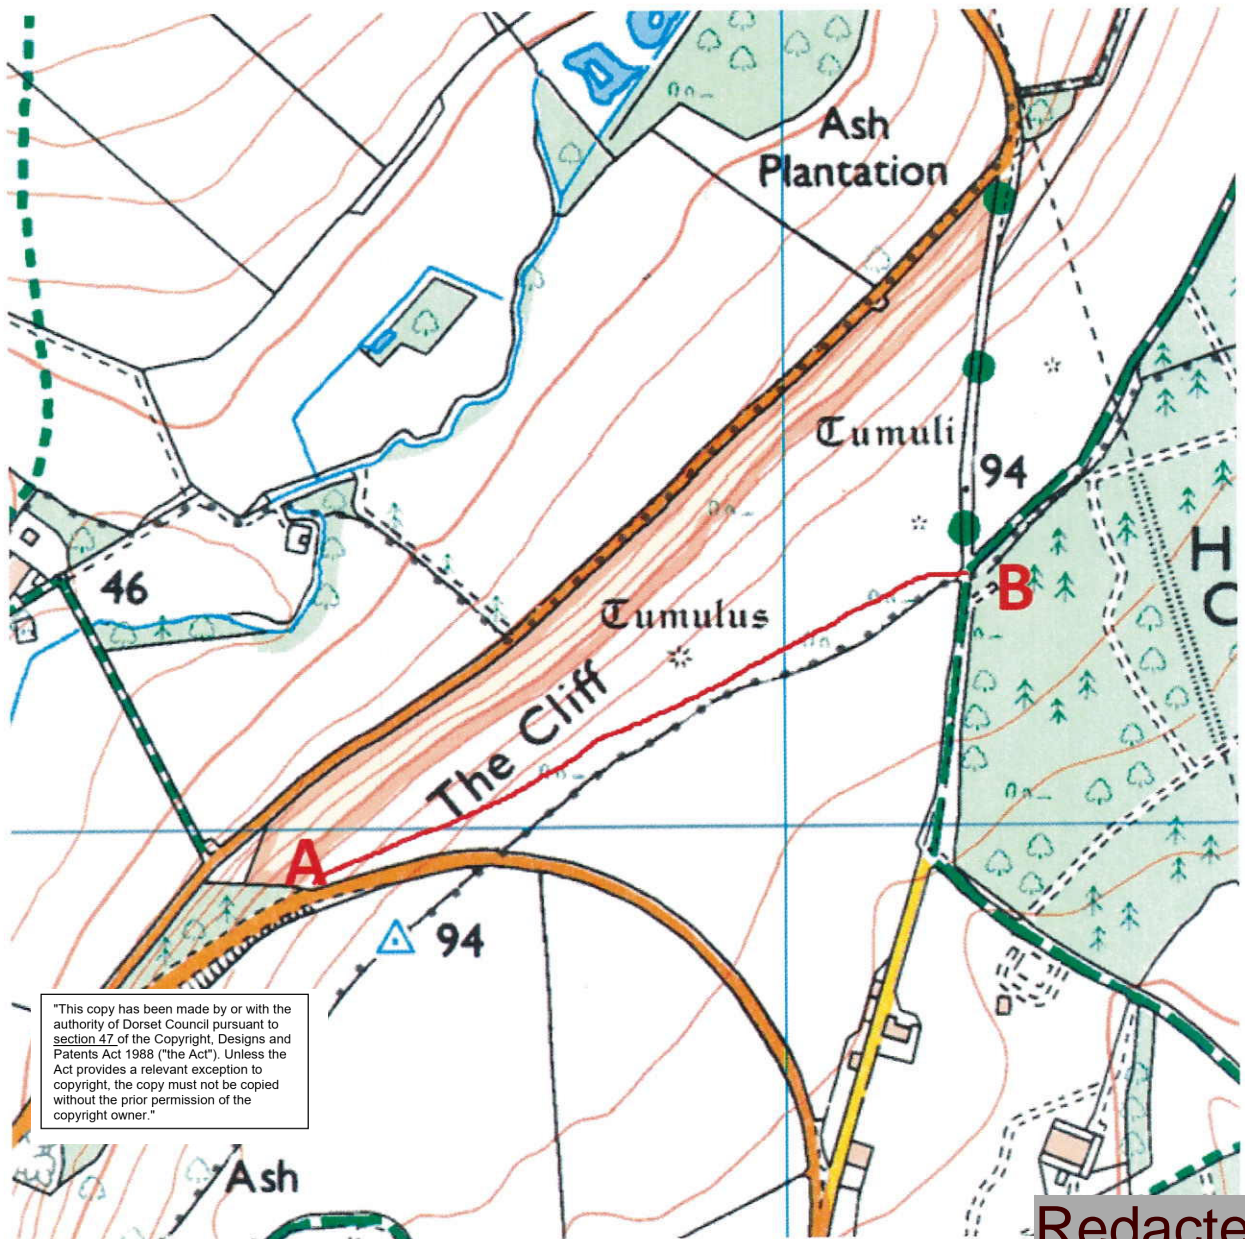 Ash
Plantation
Tumuli
94
H
C
B
46
Tumulus
The Cliff
A
94
"This copy has been made by or with the
authority of Dorset Council pursuant to
section 47 of the Copyright, Designs and
Patents Act 1988 ("the Act"). Unless the
Act provides a relevant exception to
copyright, the copy must not be copied
without the prior permission of the
copyright owner."
Ash
Redacte